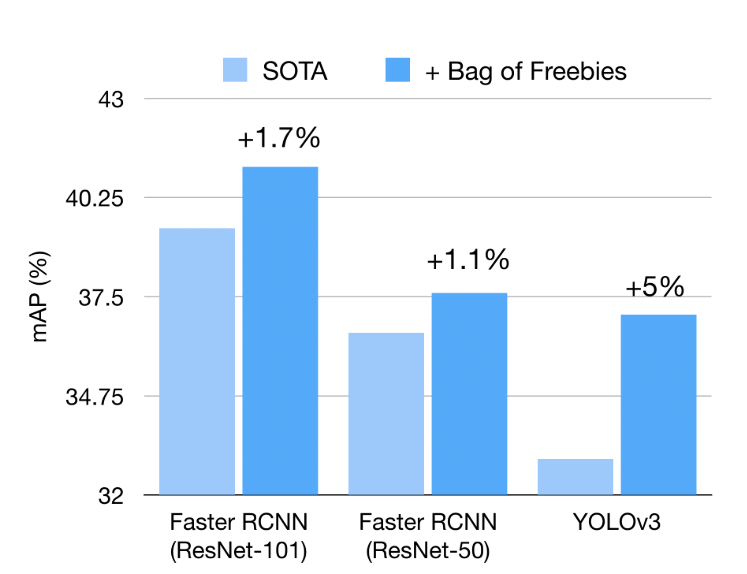 SOTA
+ Bag of Freebies
43
40.25
37.5
34.75
32
mAP (%)
+1.7%
+1.1%
+5%
Faster RCNN
(ResNet-101)
Faster RCNN
(ResNet-50)
YOLOv3